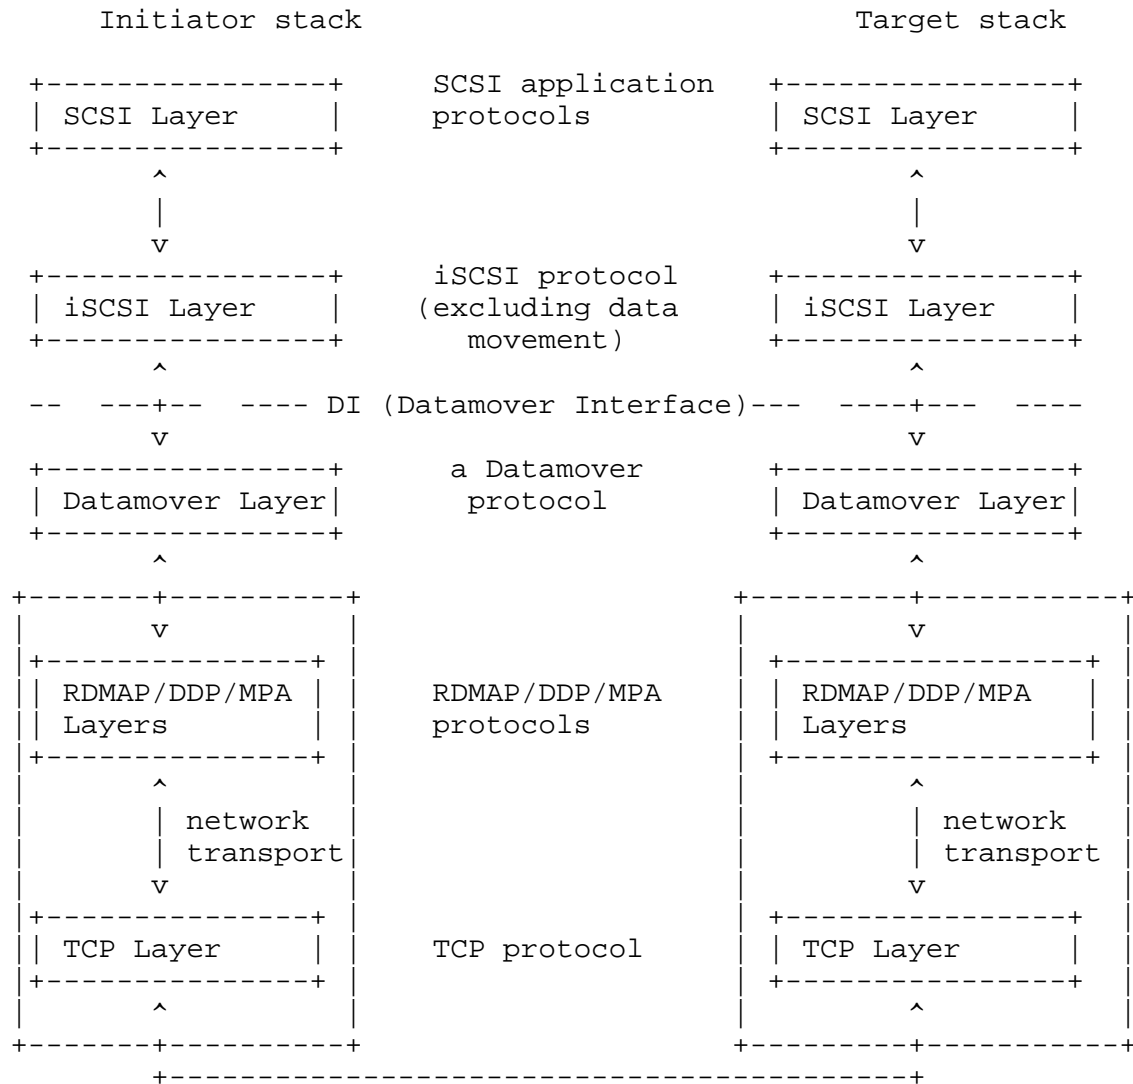 Initiator stack Target stack
SCSI application
SCSI Layer protocols SCSI Layer
iSCSI protocol
iSCSI Layer (excluding data iSCSI Layer
movement)
DI (Datamover Interface)
a Datamover
Datamover Layer protocol Datamover Layer
RDMAP/DDP/MPA RDMAP/DDP/MPA RDMAP/DDP/MPA
Layers protocols Layers
network network
transport transport
TCP Layer TCP protocol TCP Layer